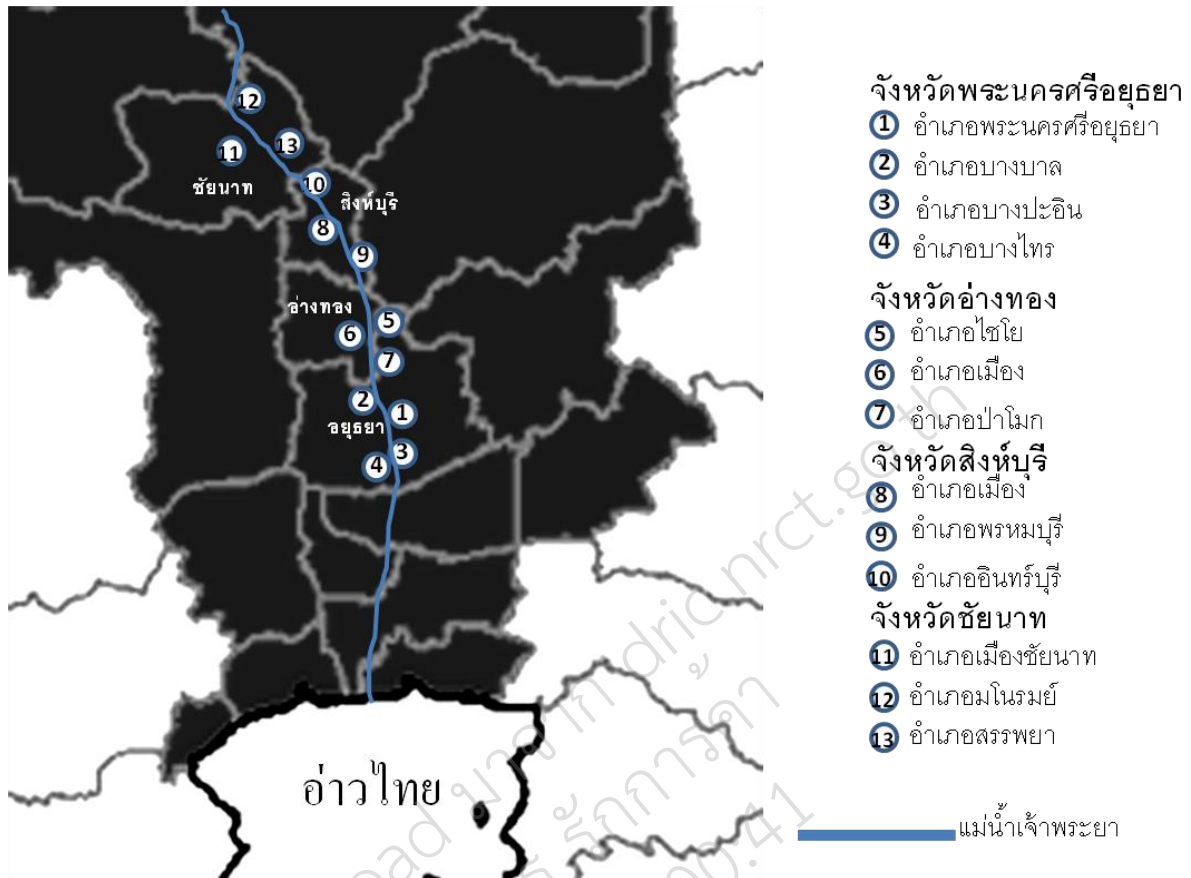 12
13
11
10
ชัยนาท
สิงห์บุรี
8
9
อ่างทอง
5
6
7
2
1
อยุธยา
3
4
อ่าวไทย
จังหวัดพระนครศรีอยุธยา
1 อำเภอพระนครศรีอยุธยา
2 อำเภอบางบาล
3 อำเภอบางปะอิน
4 อำเภอบางไทร
จังหวัดอ่างทอง
5 อำเภอไชโย
6 อำเภอเมือง
7 อำเภอป่าโมก
จังหวัดสิงห์บุรี
8 อำเภอเมือง
9 อำเภอพรหมบุรี
10 อำเภออินทร์บุรี
จังหวัดชัยนาท
11 อำเภอเมืองชัยนาท
12 อำเภอมโนรมย์
13 อำเภอสรรพยา
แม่น้ำเจ้าพระยา